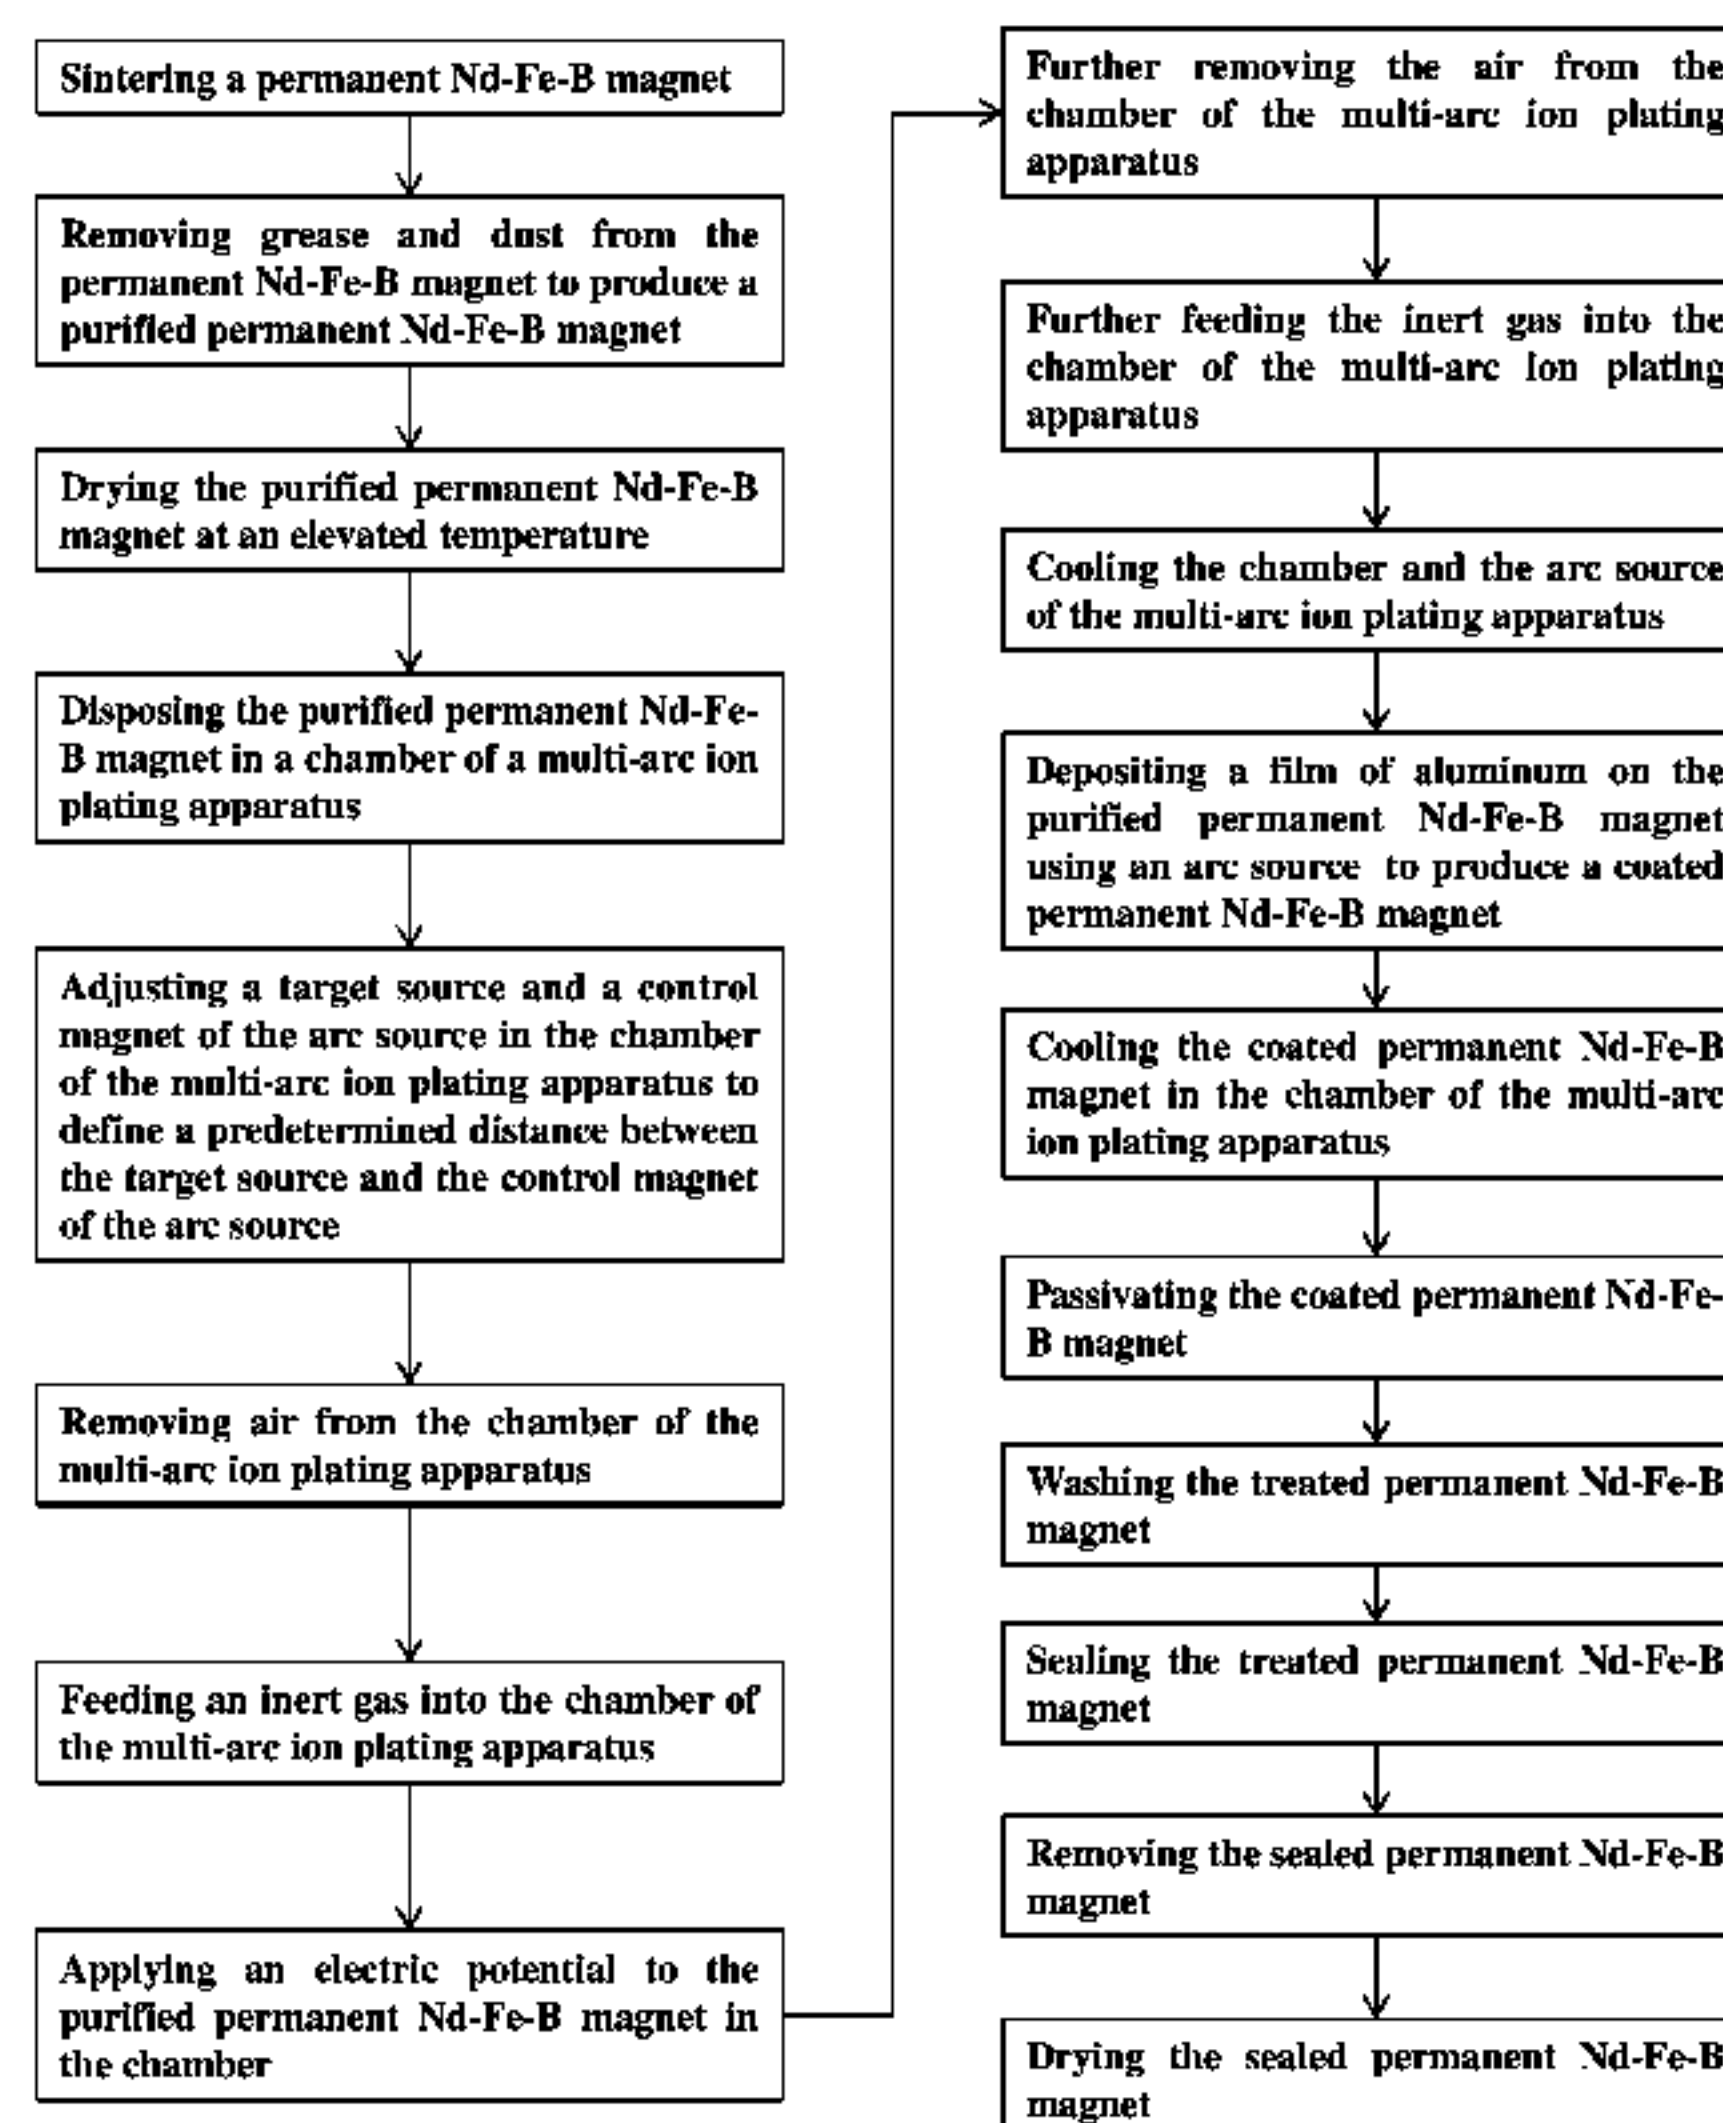 Sintering a permanent Nd-Fe-B magnet
Removing grease and dust from the
permanent Nd-Fe-B magnet to produce a
purified permanent Nd-Fe-B magnet
Drying the purified permanent Nd-Fe-B
magnet at an elevated temperature
Disposing the purified permanent Nd-Fe-
B magnet in a chamber of a multi-arc ion
plating apparatus
Adjusting a target source and a control
magnet of the arc source in the chamber
of the multi-arc ion plating apparatus to
define a predetermined distance between
the target source and the control magnet
of the arc source
Removing air from the chamber of the
multi-arc ion plating apparatus
Feeding an inert gas into the chamber of
the multi-arc ion plating apparatus
Applying an electric potential to the
purified permanent Nd-Fe-B magnet in
the chamber
Further removing the air from the
chamber of the multi-arc ion plating
apparatus
Further feeding the inert gas into the
chamber of the multi-arc ion plating
apparatus
Cooling the chamber and the arc source
of the multi-arc ion plating apparatus
Depositing a film of aluminum on the
purified permanent Nd-Fe-B magnet
using an arc source to produce a coated
permanent Nd-Fe-B magnet
Cooling the coated permanent Nd-Fe-B
magnet in the chamber of the multi-arc
ion plating apparatus
Passivating the coated permanent Nd-Fe-
B magnet
Washing the treated permanent Nd-Fe-B
magnet
Sealing the treated permanent Nd-Fe-B
magnet
Removing the sealed permanent Nd-Fe-B
magnet
Drying the sealed permanent Nd-Fe-B
magnet